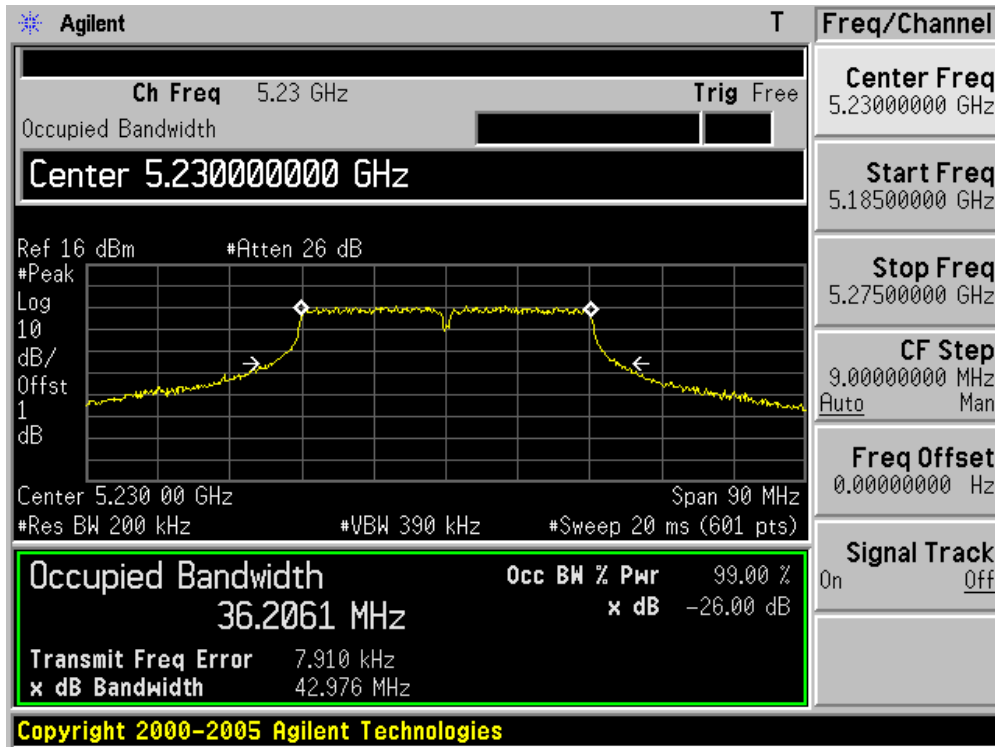 Agilent T
Freq/Channel
Ch Freq 5.23 GHz Trig Free
Occupied Bandwidth
Center 5.230000000 GHz
Ref 16 dBm #Atten 26 dB
#Peak
Log
10
dB/
Offst
1
dB
Center 5.230 00 GHz Span 90 MHz
#Res BW 200 kHz #VBW 390 kHz #Sweep 20 ms (601 pts)
Occupied Bandwidth Occ BW % Pwr 99.00 %
36.2061 MHz x dB -26.00 dB
Transmit Freq Error 7.910 kHz
x dB Bandwidth 42.976 MHz
Copyright 2000-2005 Agilent Technologies
Center Freq
5.23000000 GHz
Start Freq
5.18500000 GHz
Stop Freq
5.27500000 GHz
CF Step
9.00000000 MHz
Auto Man
Freq Offset
0.00000000 Hz
Signal Track
On Off